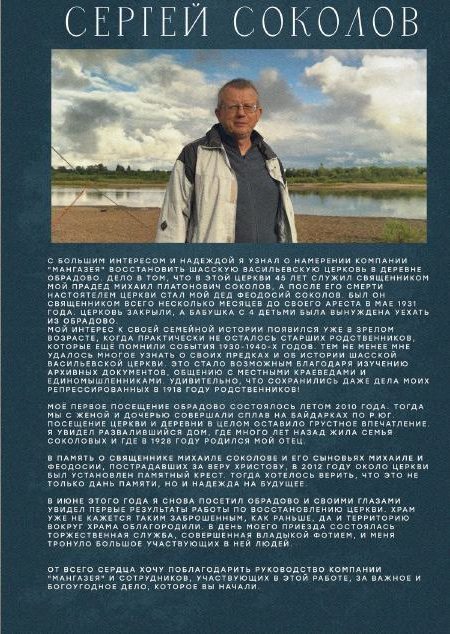 СЕРГЕЙ СОКОЛОВ
С БОЛЬШИМ ИНТЕРЕСОМ И НАДЕЖДОЙ Я УЗНАЛ О НАМЕРЕНИИ КОМПАНИИ
"МАНГАЗЕЯ" ВОССТАНОВИТЬ ШАССКУЮ ВАСИЛЬЕВСКУЮ ЦЕРКОВЬ В ДЕРЕВНЕ
ОБРАДОВО. ДЕЛО В ТОМ, ЧТО В ЭТОЙ ЦЕРКВИ 45 ЛЕТ СЛУЖИЛ СВЯЩЕННИКОМ
МОЙ ПРАДЕД МИХАИЛ ПЛАТОНОВИЧ СОКОЛОВ, А ПОСЛЕ ЕГО СМЕРТИ
НАСТОЯТЕЛЕМ ЦЕРКВИ СТАЛ МОЙ ДЕД ФЕОДОСИЙ СОКОЛОВ. БЫЛ ОН
СВЯЩЕННИКОМ ВСЕГО НЕСКОЛЬКО МЕСЯЦЕВ ДО СВОЕГО АРЕСТА В МАЕ 1931
ГОДА. ЦЕРКОВЬ ЗАКРЫЛИ, А БАБУШКА С 4 ДЕТЬМИ БЫЛА ВЫНУЖДЕНА УЕХАТЬ
ИЗ ОБРАДОВО.
МОЙ ИНТЕРЕС К СВОЕЙ СЕМЕЙНОЙ ИСТОРИИ ПОЯВИЛСЯ УЖЕ В ЗРЕЛОМ
ВОЗРАСТЕ, КОГДА ПРАКТИЧЕСКИ НЕ ОСТАЛОСЬ СТАРШИХ РОДСТВЕННИКОВ,
КОТОРЫЕ ЕЩЁ ПОМНИЛИ СОБЫТИЯ 1930-1940-Х ГОДОВ. ТЕМ НЕ МЕНЕЕ МНЕ
УДАЛОСЬ МНОГОЕ УЗНАТЬ О СВОИХ ПРЕДКАХ И ОБ ИСТОРИИ ШАССКОЙ
ВАСИЛЬЕВСКОЙ ЦЕРКВИ. ЭТО СТАЛО ВОЗМОЖНЫМ БЛАГОДАРЯ ИЗУЧЕНИЮ
АРХИВНЫХ ДОКУМЕНТОВ, ОБЩЕНИЮ С МЕСТНЫМИ КРАЕВЕДАМИ И
ЕДИНОМЫШЛЕННИКАМИ. УДИВИТЕЛЬНО, ЧТО СОХРАНИЛИСЬ ДАЖЕ ДЕЛА МОИХ
РЕПРЕССИРОВАННЫХ В 1918 ГОДУ РОДСТВЕННИКОВ!
МОЁ ПЕРВОЕ ПОСЕЩЕНИЕ ОБРАДОВО СОСТОЯЛОСЬ ЛЕТОМ 2010 ГОДА. ТОГДА
МЫ С ЖЕНОЙ И ДОЧЕРЬЮ СОВЕРШАЛИ СПЛАВ НА БАЙДАРКАХ ПО Р.ЮГ.
ПОСЕЩЕНИЕ ЦЕРКВИ И ДЕРЕВНИ В ЦЕЛОМ ОСТАВИЛО ГРУСТНОЕ ВПЕЧАТЛЕНИЕ.
Я УВИДЕЛ РАЗВАЛИВШИЙСЯ ДОМ, ГДЕ МНОГО ЛЕТ НАЗАД ЖИЛА СЕМЬЯ
СОКОЛОВЫХ И ГДЕ В 1928 ГОДУ РОДИЛСЯ МОЙ ОТЕЦ.
В ПАМЯТЬ О СВЯЩЕННИКЕ МИХАИЛЕ СОКОЛОВЕ И ЕГО СЫНОВЬЯХ МИХАИЛЕ И
ФЕОДОСИИ, ПОСТРАДАВШИХ ЗА ВЕРУ ХРИСТОВУ, В 2012 ГОДУ ОКОЛО ЦЕРКВИ
БЫЛ УСТАНОВЛЕН ПАМЯТНЫЙ КРЕСТ. ТОГДА ХОТЕЛОСЬ ВЕРИТЬ, ЧТО ЭТО НЕ
ТОЛЬКО ДАНЬ ПАМЯТИ, НО И НАДЕЖДА НА БУДУЩЕЕ.
В ИЮНЕ ЭТОГО ГОДА Я СНОВА ПОСЕТИЛ ОБРАДОВО И СВОИМИ ГЛАЗАМИ
УВИДЕЛ ПЕРВЫЕ РЕЗУЛЬТАТЫ РАБОТЫ ПО ВОССТАНОВЛЕНИЮ ЦЕРКВИ. ХРАМ
УЖЕ НЕ КАЖЕТСЯ ТАКИМ ЗАБРОШЕННЫМ, КАК РАНЬШЕ, ДА И ТЕРРИТОРИЮ
ВОКРУГ ХРАМА ОБЛАГОРОДИЛИ. В ДЕНЬ МОЕГО ПРИЕЗДА СОСТОЯЛАСЬ
ТОРЖЕСТВЕННАЯ СЛУЖБА, СОВЕРШЕННАЯ ВЛАДЫКОЙ ФОТИЕМ, И МЕНЯ
ТРОНУЛО БОЛЬШОЕ УЧАСТВУЮЩИХ В НЕЙ ЛЮДЕЙ.
ОТ ВСЕГО СЕРДЦА ХОЧУ ПОБЛАГОДАРИТЬ РУКОВОДСТВО КОМПАНИИ
"МАНГАЗЕЯ" И СОТРУДНИКОВ, УЧАСТВУЮЩИХ В ЭТОЙ РАБОТЕ, ЗА ВАЖНОЕ И
БОГОУГОДНОЕ ДЕЛО, КОТОРОЕ ВЫ НАЧАЛИ.